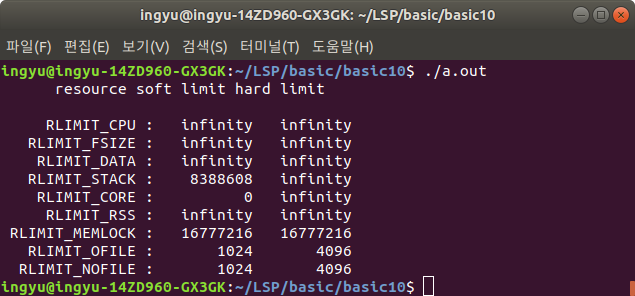 ingyu@ingyu-14ZD960-GX3GK: ~/LSP/basic/basic10
파일(F) 편집(E) 보기(V) 검색(S) 터미널(T) 도움말(H)
ingyu@ingyu-14ZD960-GX3GK:~/LSP/basic/basic10$ ./a.out
resource soft limit hard limit
RLIMIT_CPU : infinity infinity
RLIMIT_FSIZE : infinity infinity
RLIMIT_DATA : infinity infinity
RLIMIT_STACK : 8388608 infinity
RLIMIT_CORE : 0 infinity
RLIMIT_RSS : infinity infinity
RLIMIT_MEMLOCK : 16777216 16777216
RLIMIT_OFILE : 1024 4096
RLIMIT_NOFILE : 1024 4096
ingyu@ingyu-14ZD960-GX3GK:~/LSP/basic/basic10$